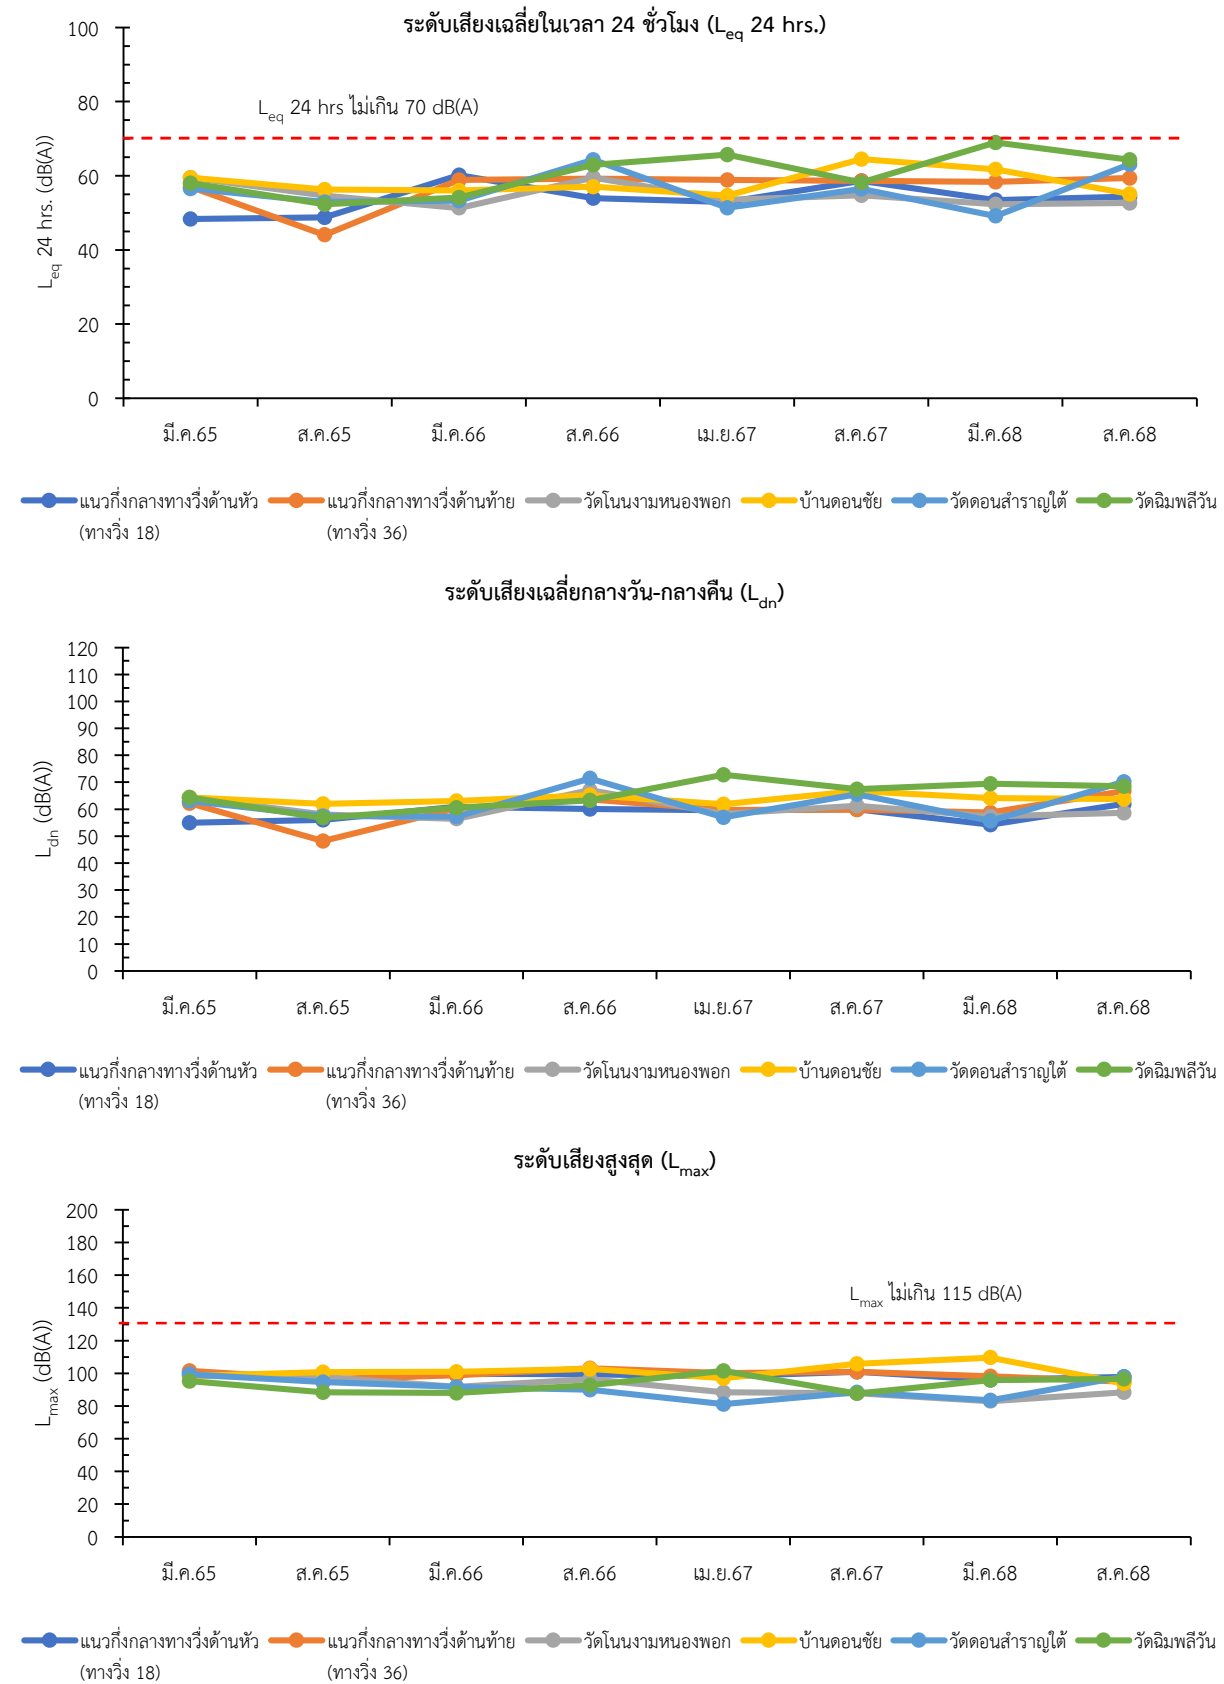 ระดับเสียงเฉลี่ยในเวลา 24 ชั่วโมง (Leq 24 hrs.)
Leq 24 hrs ไม่เกิน 70 dB(A)
Leq 24 hrs. (dB(A))
100
80
60
40
20
0
มี.ค.65 ส.ค.65 มี.ค.66 ส.ค.66 เม.ย.67 ส.ค.67 มี.ค.68 ส.ค.68
แนวกึ่งกลางทางวิ่งด้านหัว แนวกึ่งกลางทางวิ่งด้านท้าย วัดโนนงามหนองพอก บ้านดอนชัย วัดดอนสำราญใต้ วัดฉิมพลีวัน
(ทางวิ่ง 18) (ทางวิ่ง 36)
ระดับเสียงเฉลี่ยกลางวัน-กลางคืน (Ldn)
Ldn (dB(A))
120
110
100
90
80
70
60
50
40
30
20
10
0
มี.ค.65 ส.ค.65 มี.ค.66 ส.ค.66 เม.ย.67 ส.ค.67 มี.ค.68 ส.ค.68
แนวกึ่งกลางทางวิ่งด้านหัว แนวกึ่งกลางทางวิ่งด้านท้าย วัดโนนงามหนองพอก บ้านดอนชัย วัดดอนสำราญใต้ วัดฉิมพลีวัน
(ทางวิ่ง 18) (ทางวิ่ง 36)
ระดับเสียงสูงสุด (Lmax)
Lmax ไม่เกิน 115 dB(A)
Lmax (dB(A))
200
180
160
140
120
100
80
60
40
20
0
มี.ค.65 ส.ค.65 มี.ค.66 ส.ค.66 เม.ย.67 ส.ค.67 มี.ค.68 ส.ค.68
แนวกึ่งกลางทางวิ่งด้านหัว แนวกึ่งกลางทางวิ่งด้านท้าย วัดโนนงามหนองพอก บ้านดอนชัย วัดดอนสำราญใต้ วัดฉิมพลีวัน
(ทางวิ่ง 18) (ทางวิ่ง 36)